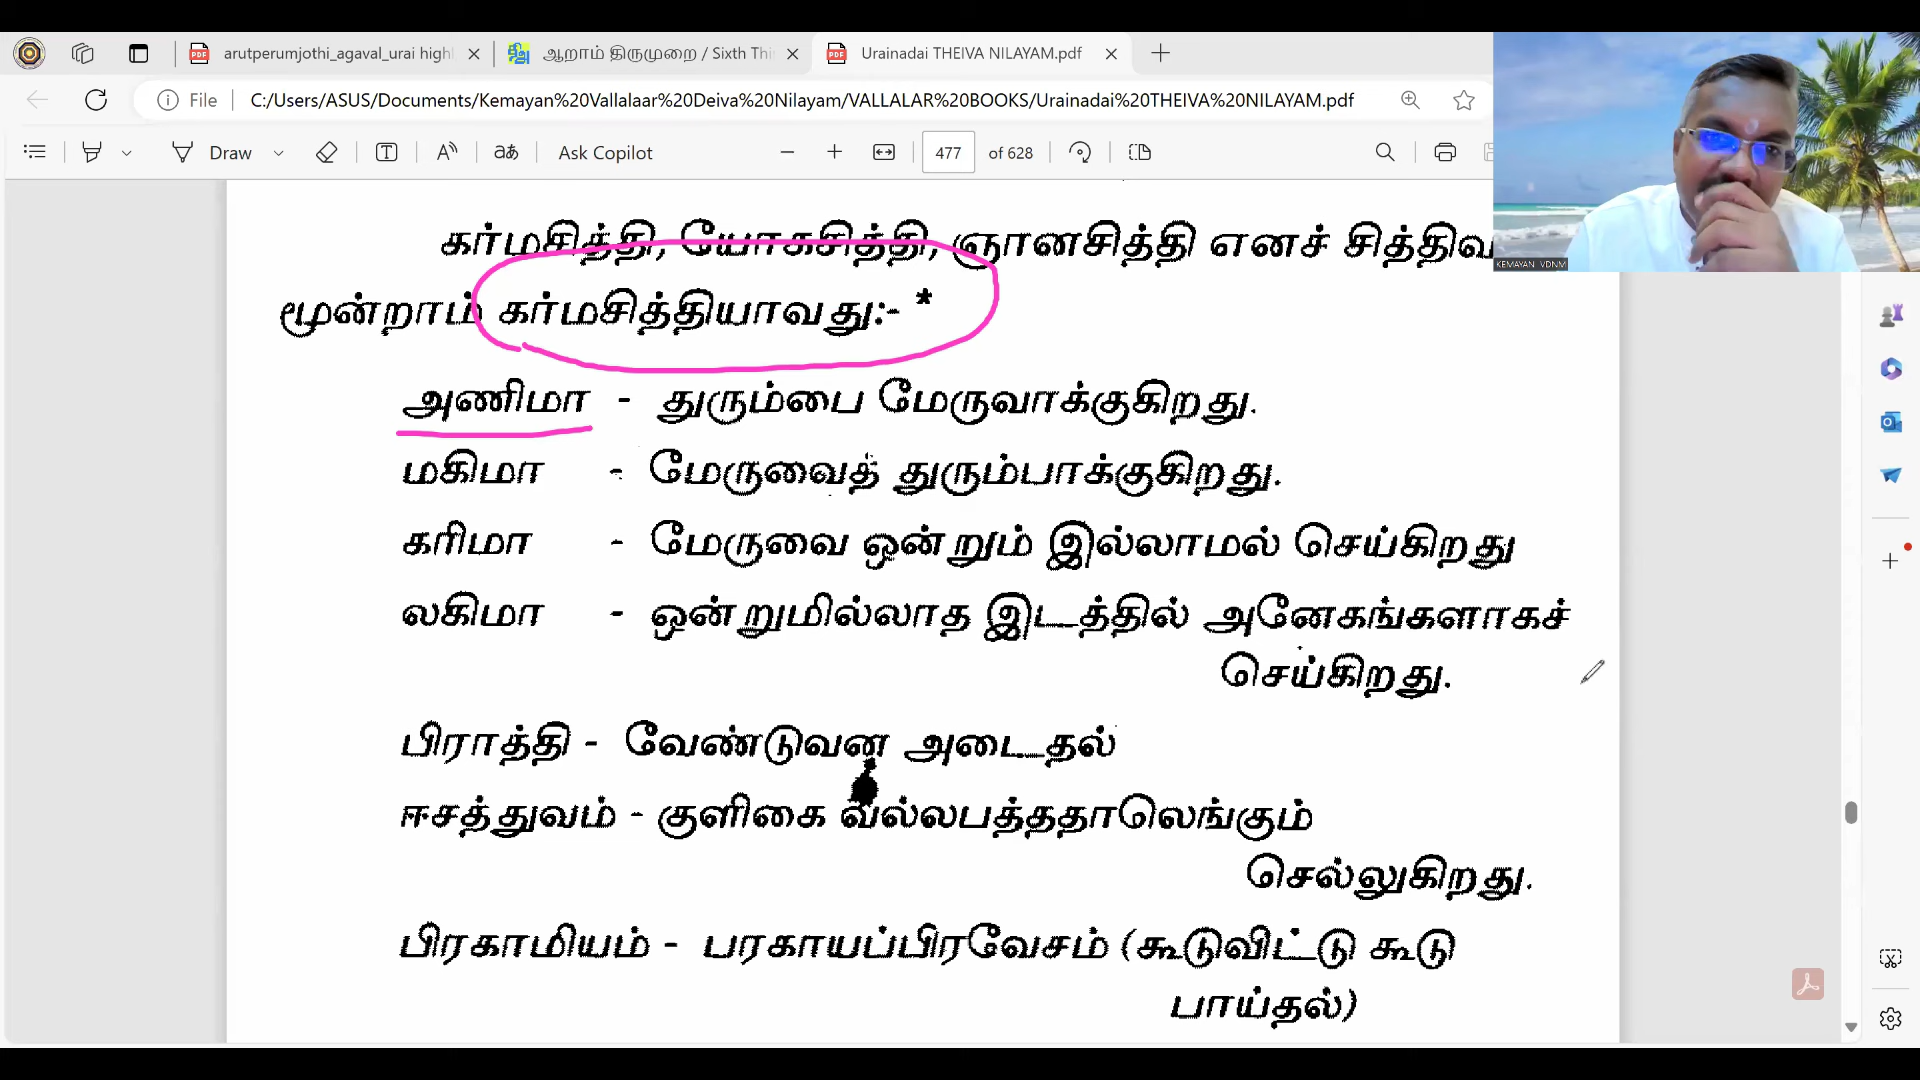 arutperumjothi_agaval_urai high
ஆறாம் திருமுறை / Sixth Thi
Urainadai THEIVA NILAYAM.pdf
File
C:/Users/ASUS/Documents/Kemayan%20Vallalaar%20Deiva%20Nilayam/VALLALAR%20BOOKS/Urainadai%20THEIVA%20NILAYAM.pdf
Draw
Ask Copilot
477 of 628
KEMAYAN VDNM
கர்மசித்தி, யோகசித்தி, ஞானசித்தி எனச் சித்திவ
மூன்றாம் கர்மசித்தியாவது:- *
அணிமா - துரும்பை மேருவாக்குகிறது.
மகிமா - மேருவைத் துரும்பாக்குகிறது.
கரிமா - மேருவை ஒன்றும் இல்லாமல் செய்கிறது
லகிமா - ஒன்றுமில்லாத இடத்தில் அனேகங்களாகச்
செய்கிறது.
பிராத்தி - வேண்டுவன அடைதல்
ஈசத்துவம் - குளிகை வல்லபத்ததாலெங்கும்
செல்லுகிறது.
பிரகாமியம் - பரகாயப்பிரவேசம் (கூடுவிட்டு கூடு
பாய்தல்)